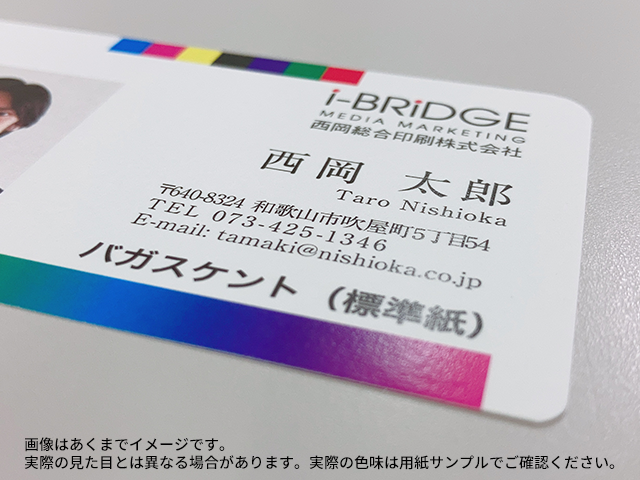 i-BRiDGE
MEDIA MARKETING
西岡総合印刷株式会社
西岡 太郎
Taro Nishioka
〒640-8324 和歌山市吹屋町5丁目54
TEL 073-425-1346
E-mail: tamaki@nishioka.co.jp
バガスケント（標準紙）
画像はあくまでイメージです。
実際の見た目とは異なる場合があります。実際の色味は用紙サンプルでご確認ください。